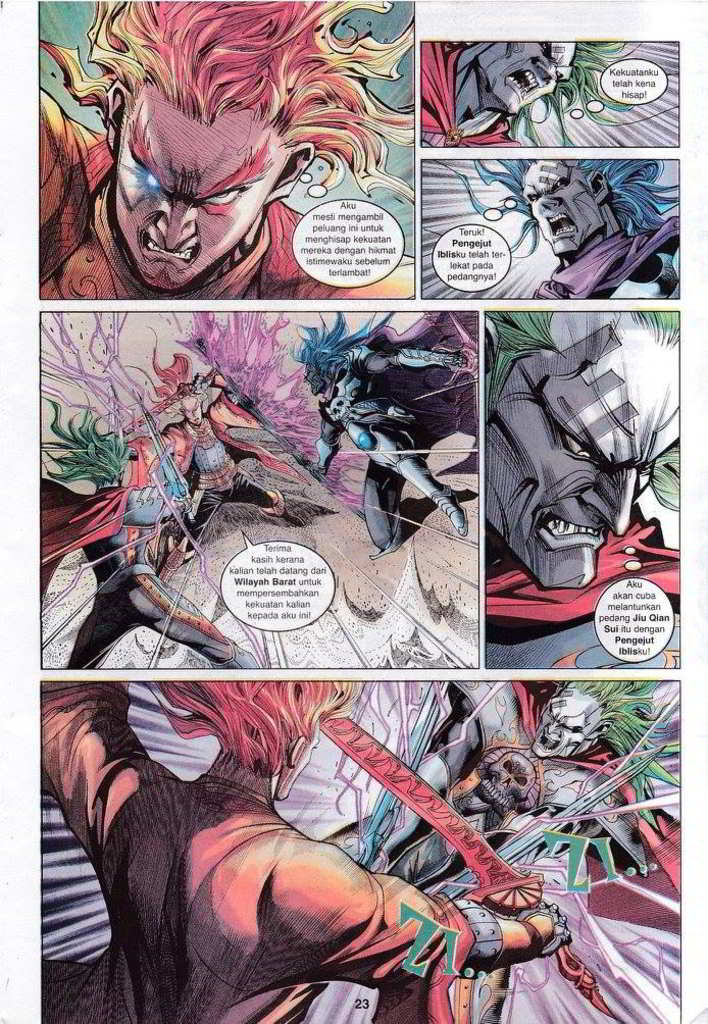 Aku
mesti mengambil
peluang ini untuk
menghisap kekuatan
mereka dengan hikmat
istimewaku sebelum
terlambat!
Kekuatanku
telah kena
hisap!
Teruk!
Pengejut
Iblisku telah ter-
lekat pada
pedangnya!
Terima
kasih kerana
kalian telah datang dari
Wilayah Barat untuk
mempersembahkan
kekuatan kalian
kepada aku ini!
Aku
akan cuba
melantunkan
pedang Jiu Qian
Sui itu dengan
Pengejut
Iblisku!
ZI...
ZI...
23